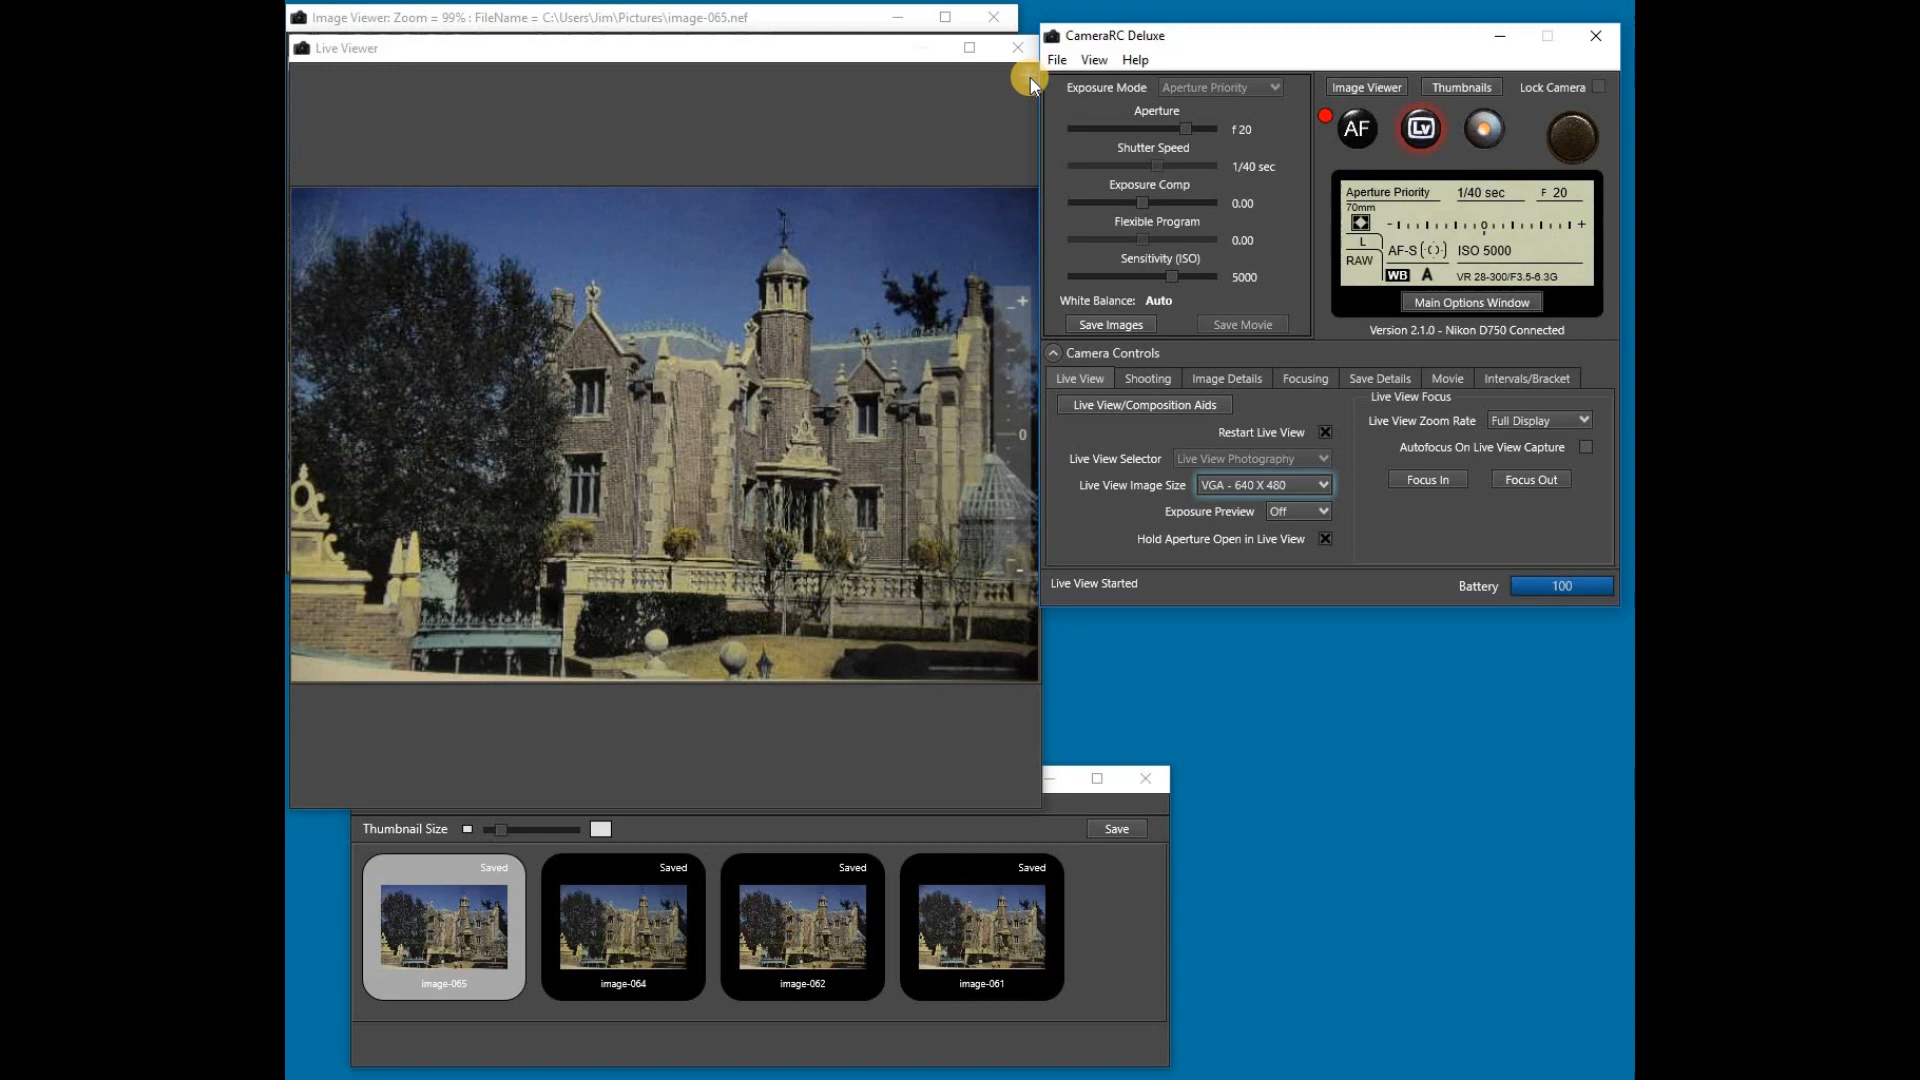 Image Viewer: Zoom = 99% : FileName = C:\Users\Jim\Pictures\image-065.nef
Live Viewer
+
0
-
CameraRC Deluxe
File View Help
Exposure Mode Aperture Priority
Aperture
f 20
Shutter Speed
1/40 sec
Exposure Comp
0.00
Flexible Program
0.00
Sensitivity (ISO)
5000
White Balance: Auto
Save Images Save Movie
Image Viewer Thumbnails Lock Camera
AF Lv
Aperture Priority 1/40 sec F 20
70mm
- 0 +
L
AF-S ISO 5000
RAW
WB A VR 28-300/F3.5-6.3G
Main Options Window
Version 2.1.0 - Nikon D750 Connected
Camera Controls
Live View Shooting Image Details Focusing Save Details Movie Intervals/Bracket
Live View/Composition Aids
Restart Live View
Live View Selector Live View Photography
Live View Image Size VGA - 640 X 480
Exposure Preview Off
Hold Aperture Open in Live View
Live View Focus
Live View Zoom Rate Full Display
Autofocus On Live View Capture
Focus In Focus Out
Live View Started
Battery 100
Thumbnail Size Save
Saved Saved Saved Saved
image-065 image-064 image-062 image-061